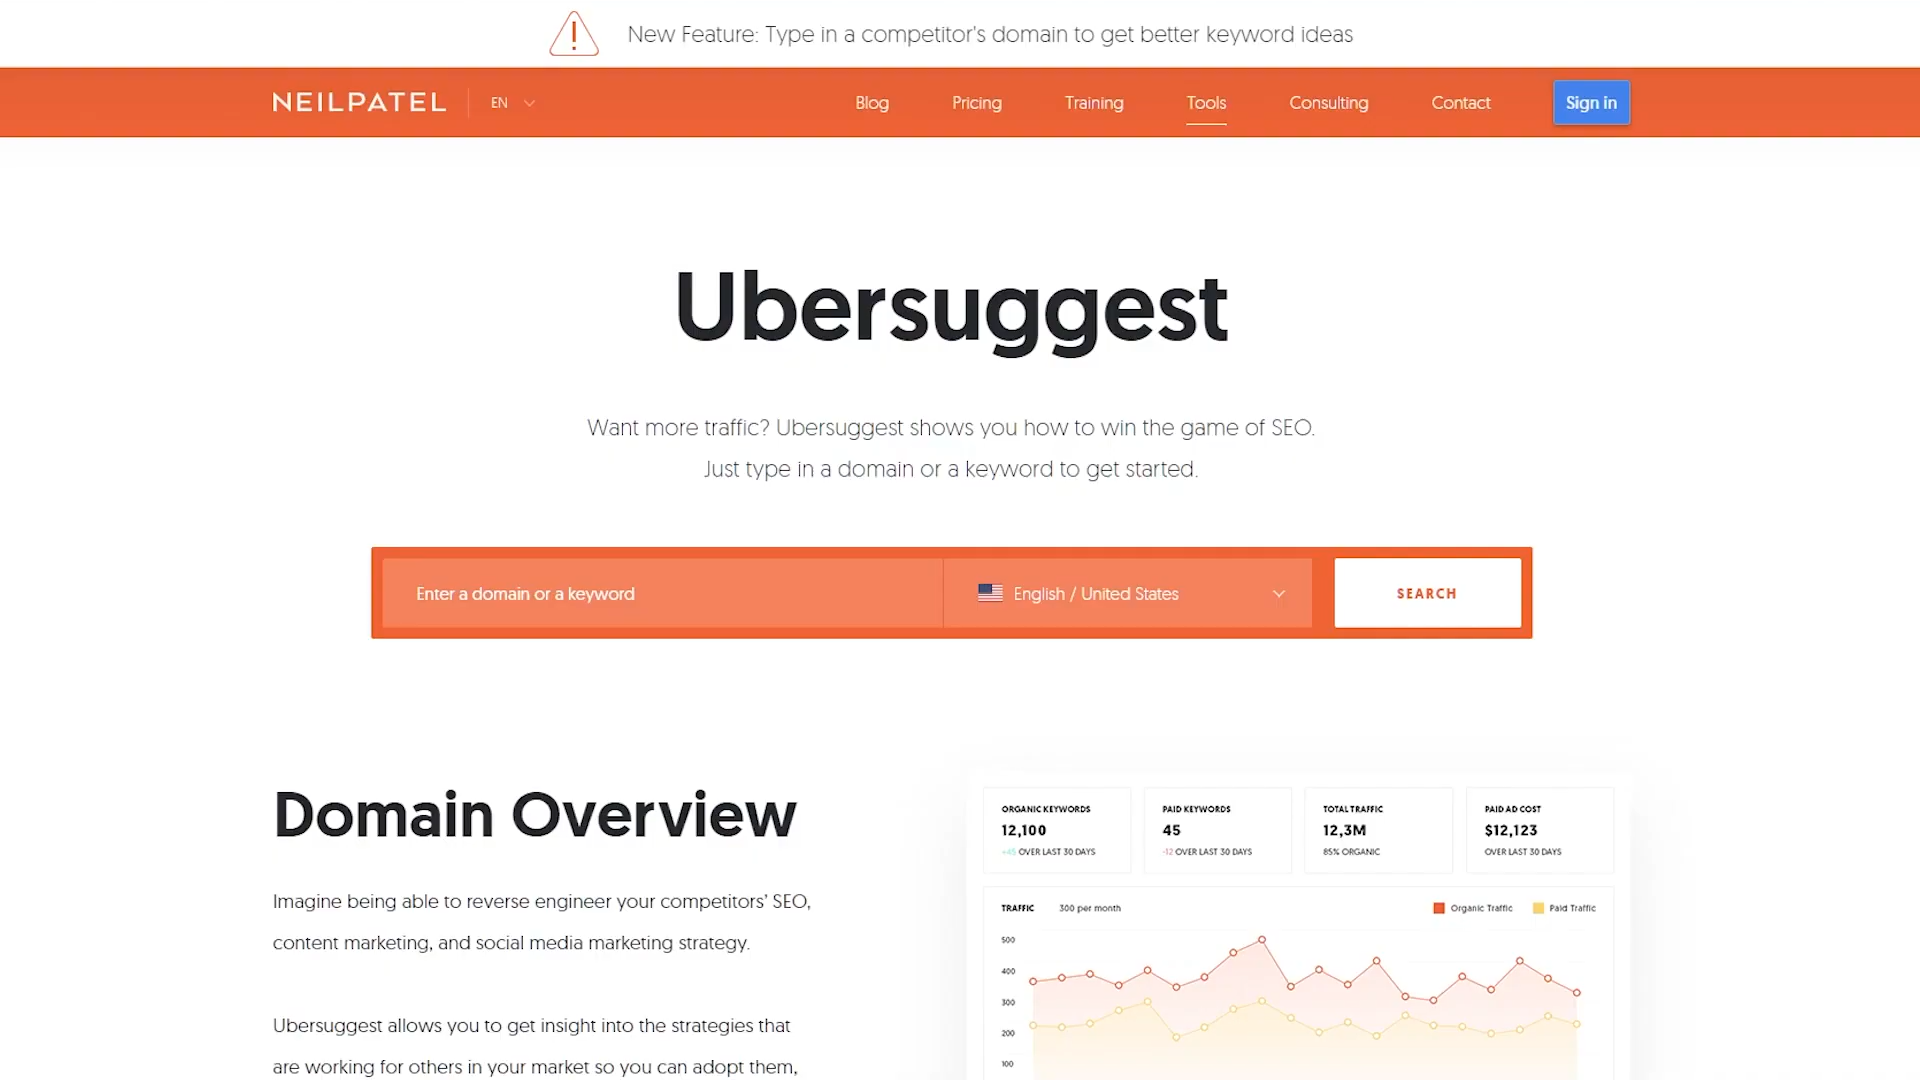 New Feature: Type in a competitor's domain to get better keyword ideas
NEILPATEL EN Blog Pricing Training Tools Consulting Contact Sign in
Ubersuggest
Want more traffic? Ubersuggest shows you how to win the game of SEO.
Just type in a domain or a keyword to get started.
Enter a domain or a keyword English / United States SEARCH
Domain Overview
Imagine being able to reverse engineer your competitors’ SEO,
content marketing, and social media marketing strategy.
Ubersuggest allows you to get insight into the strategies that
are working for others in your market so you can adopt them,
ORGANIC KEYWORDS
12,100
+45 OVER LAST 30 DAYS
PAID KEYWORDS
45
-12 OVER LAST 30 DAYS
TOTAL TRAFFIC
12,3M
85% ORGANIC
PAID AD COST
$12,123
OVER LAST 30 DAYS
TRAFFIC 300 per month Organic Traffic Paid Traffic
500
400
300
200
100